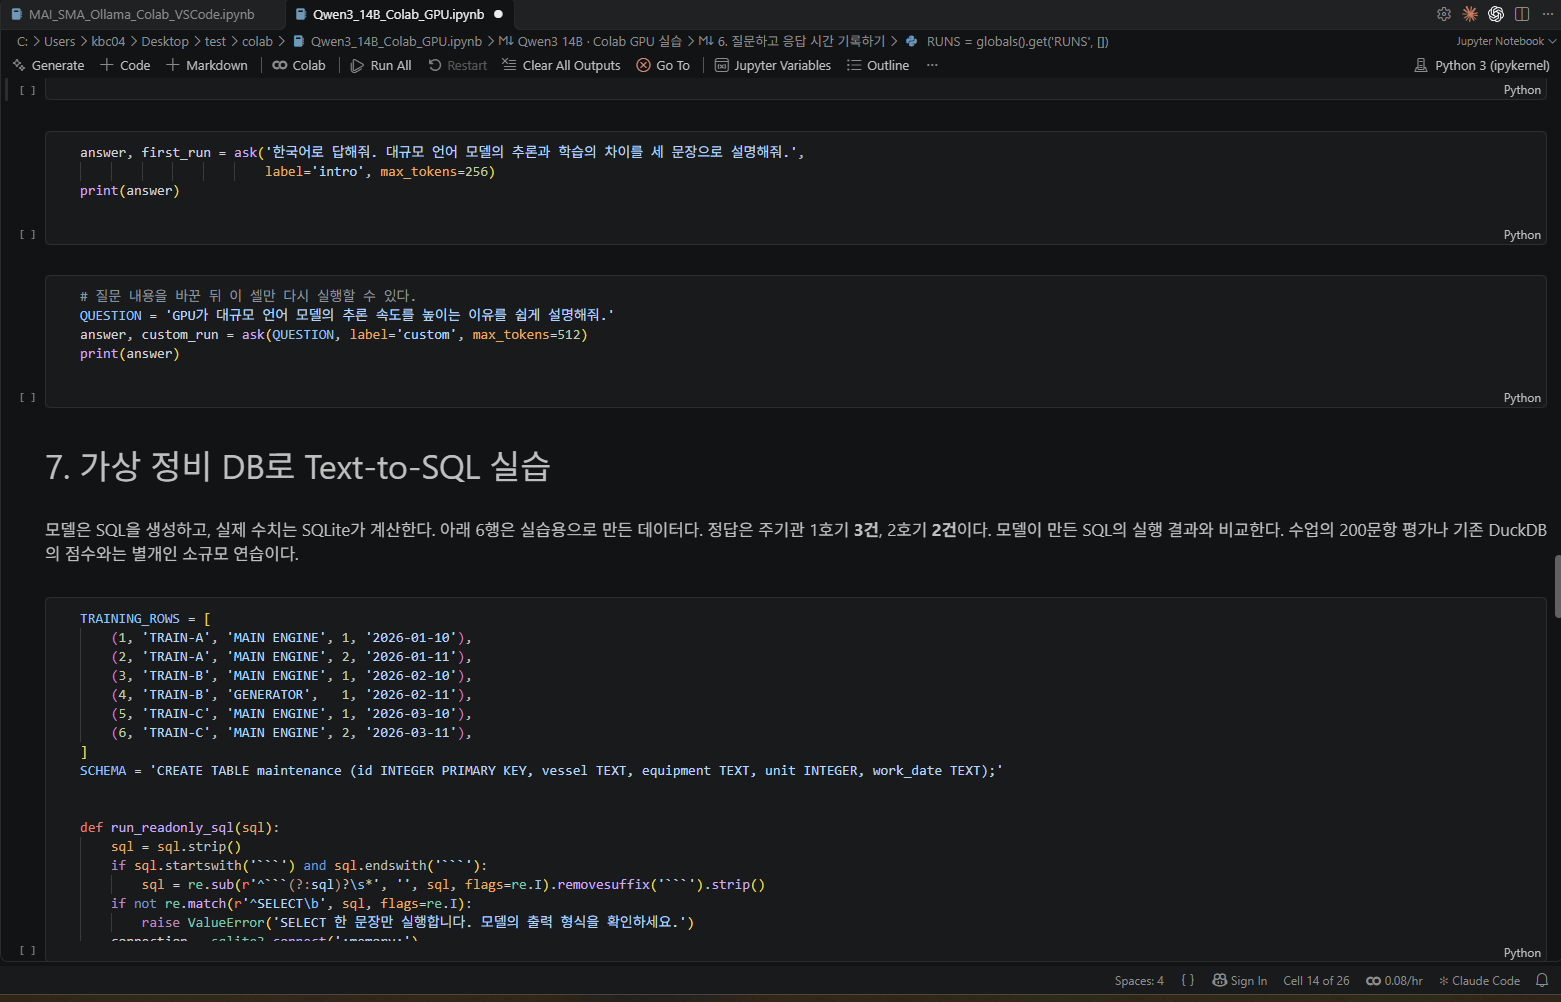 MAI_SMA_Ollama_Colab_VSCode.ipynb
Qwen3_14B_Colab_GPU.ipynb
C: > Users > kbc04 > Desktop > test > colab > Qwen3_14B_Colab_GPU.ipynb > M↓ Qwen3 14B · Colab GPU 실습 > M↓ 6. 질문하고 응답 시간 기록하기 > RUNS = globals().get('RUNS', [])
Jupyter Notebook
Generate + Code + Markdown | Colab | Run All Restart Clear All Outputs Go To | Jupyter Variables Outline ···
Python 3 (ipykernel)
[ ]
Python
answer, first_run = ask('한국어로 답해줘. 대규모 언어 모델의 추론과 학습의 차이를 세 문장으로 설명해줘.',
label='intro', max_tokens=256)
print(answer)
[ ]
Python
# 질문 내용을 바꾼 뒤 이 셀만 다시 실행할 수 있다.
QUESTION = 'GPU가 대규모 언어 모델의 추론 속도를 높이는 이유를 쉽게 설명해줘.'
answer, custom_run = ask(QUESTION, label='custom', max_tokens=512)
print(answer)
[ ]
Python
7. 가상 정비 DB로 Text-to-SQL 실습
모델은 SQL을 생성하고, 실제 수치는 SQLite가 계산한다. 아래 6행은 실습용으로 만든 데이터다. 정답은 주기관 1호기 3건, 2호기 2건이다. 모델이 만든 SQL의 실행 결과와 비교한다. 수업의 200문항 평가나 기존 DuckDB
의 점수와는 별개인 소규모 연습이다.
TRAINING_ROWS = [
(1, 'TRAIN-A', 'MAIN ENGINE', 1, '2026-01-10'),
(2, 'TRAIN-A', 'MAIN ENGINE', 2, '2026-01-11'),
(3, 'TRAIN-B', 'MAIN ENGINE', 1, '2026-02-10'),
(4, 'TRAIN-B', 'GENERATOR',   1, '2026-02-11'),
(5, 'TRAIN-C', 'MAIN ENGINE', 1, '2026-03-10'),
(6, 'TRAIN-C', 'MAIN ENGINE', 2, '2026-03-11'),
]
SCHEMA = 'CREATE TABLE maintenance (id INTEGER PRIMARY KEY, vessel TEXT, equipment TEXT, unit INTEGER, work_date TEXT);'
def run_readonly_sql(sql):
sql = sql.strip()
if sql.startswith('```') and sql.endswith('```'):
sql = re.sub(r'^```(?:sql)?\s*', '', sql, flags=re.I).removesuffix('```').strip()
if not re.match(r'^SELECT\b', sql, flags=re.I):
raise ValueError('SELECT 한 문장만 실행합니다. 모델의 출력 형식을 확인하세요.')
connection = sqlite3.connect(':memory:')
[ ]
Python
Spaces: 4 { } Sign In Cell 14 of 26 0.08/hr Claude Code